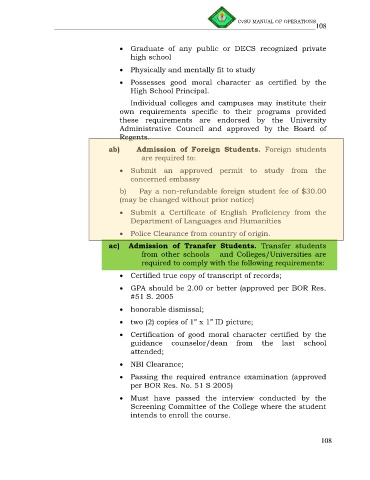 CvSU MANUAL OF OPERATIONS
108
• Graduate of any public or DECS recognized private
high school
• Physically and mentally fit to study
• Possesses good moral character as certified by the
High School Principal.
Individual colleges and campuses may institute their
own requirements specific to their programs provided
these requirements are endorsed by the University
Administrative Council and approved by the Board of
Regents.
ab) Admission of Foreign Students. Foreign students
are required to:
• Submit an approved permit to study from the
concerned embassy
b) Pay a non-refundable foreign student fee of $30.00
(may be changed without prior notice)
• Submit a Certificate of English Proficiency from the
Department of Languages and Humanities
• Police Clearance from country of origin.
ac) Admission of Transfer Students. Transfer students
from other schools and Colleges/Universities are
required to comply with the following requirements:
• Certified true copy of transcript of records;
• GPA should be 2.00 or better (approved per BOR Res.
#51 S. 2005
• honorable dismissal;
• two (2) copies of 1” x 1” ID picture;
• Certification of good moral character certified by the
guidance counselor/dean from the last school
attended;
• NBI Clearance;
• Passing the required entrance examination (approved
per BOR Res. No. 51 S 2005)
• Must have passed the interview conducted by the
Screening Committee of the College where the student
intends to enroll the course.
108